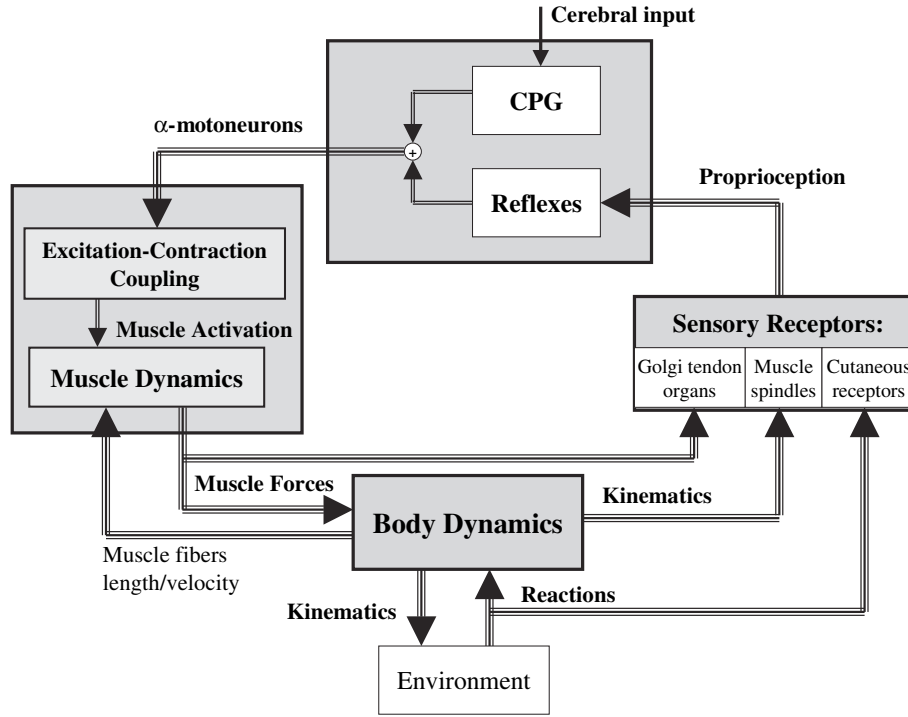 Cerebral input
CPG
α-motoneurons
+
Reflexes
Proprioception
Excitation-Contraction
Coupling
Muscle Activation
Muscle Dynamics
Sensory Receptors:
Golgi tendon
organs
Muscle
spindles
Cutaneous
receptors
Muscle Forces
Body Dynamics
Kinematics
Muscle fibers
length/velocity
Kinematics
Reactions
Environment